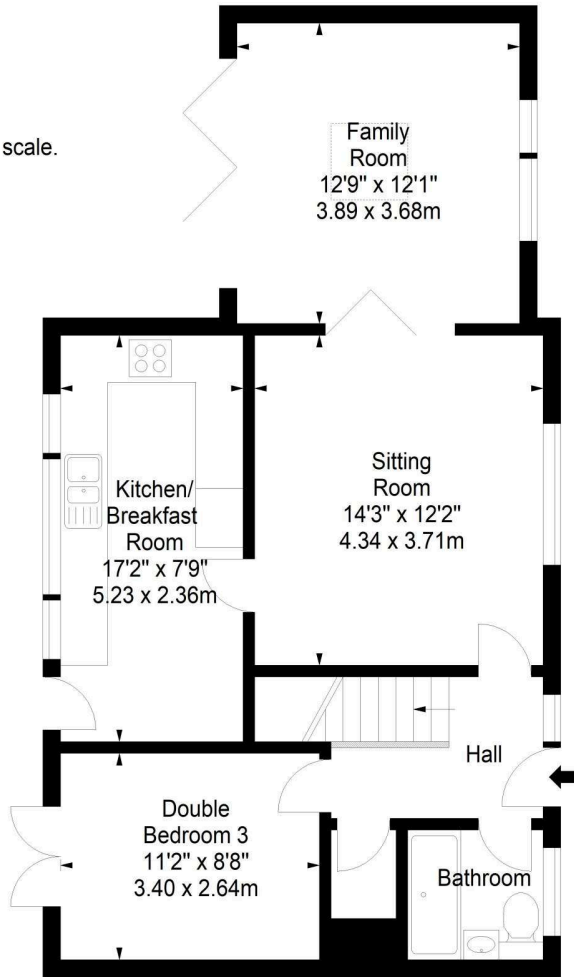 scale.
Family
Room
12'9" x 12'1"
3.89 x 3.68m
Sitting
Room
14'3" x 12'2"
4.34 x 3.71m
Kitchen/
Breakfast
Room
17'2" x 7'9"
5.23 x 2.36m
Hall
Double
Bedroom 3
11'2" x 8'8"
3.40 x 2.64m
Bathroom